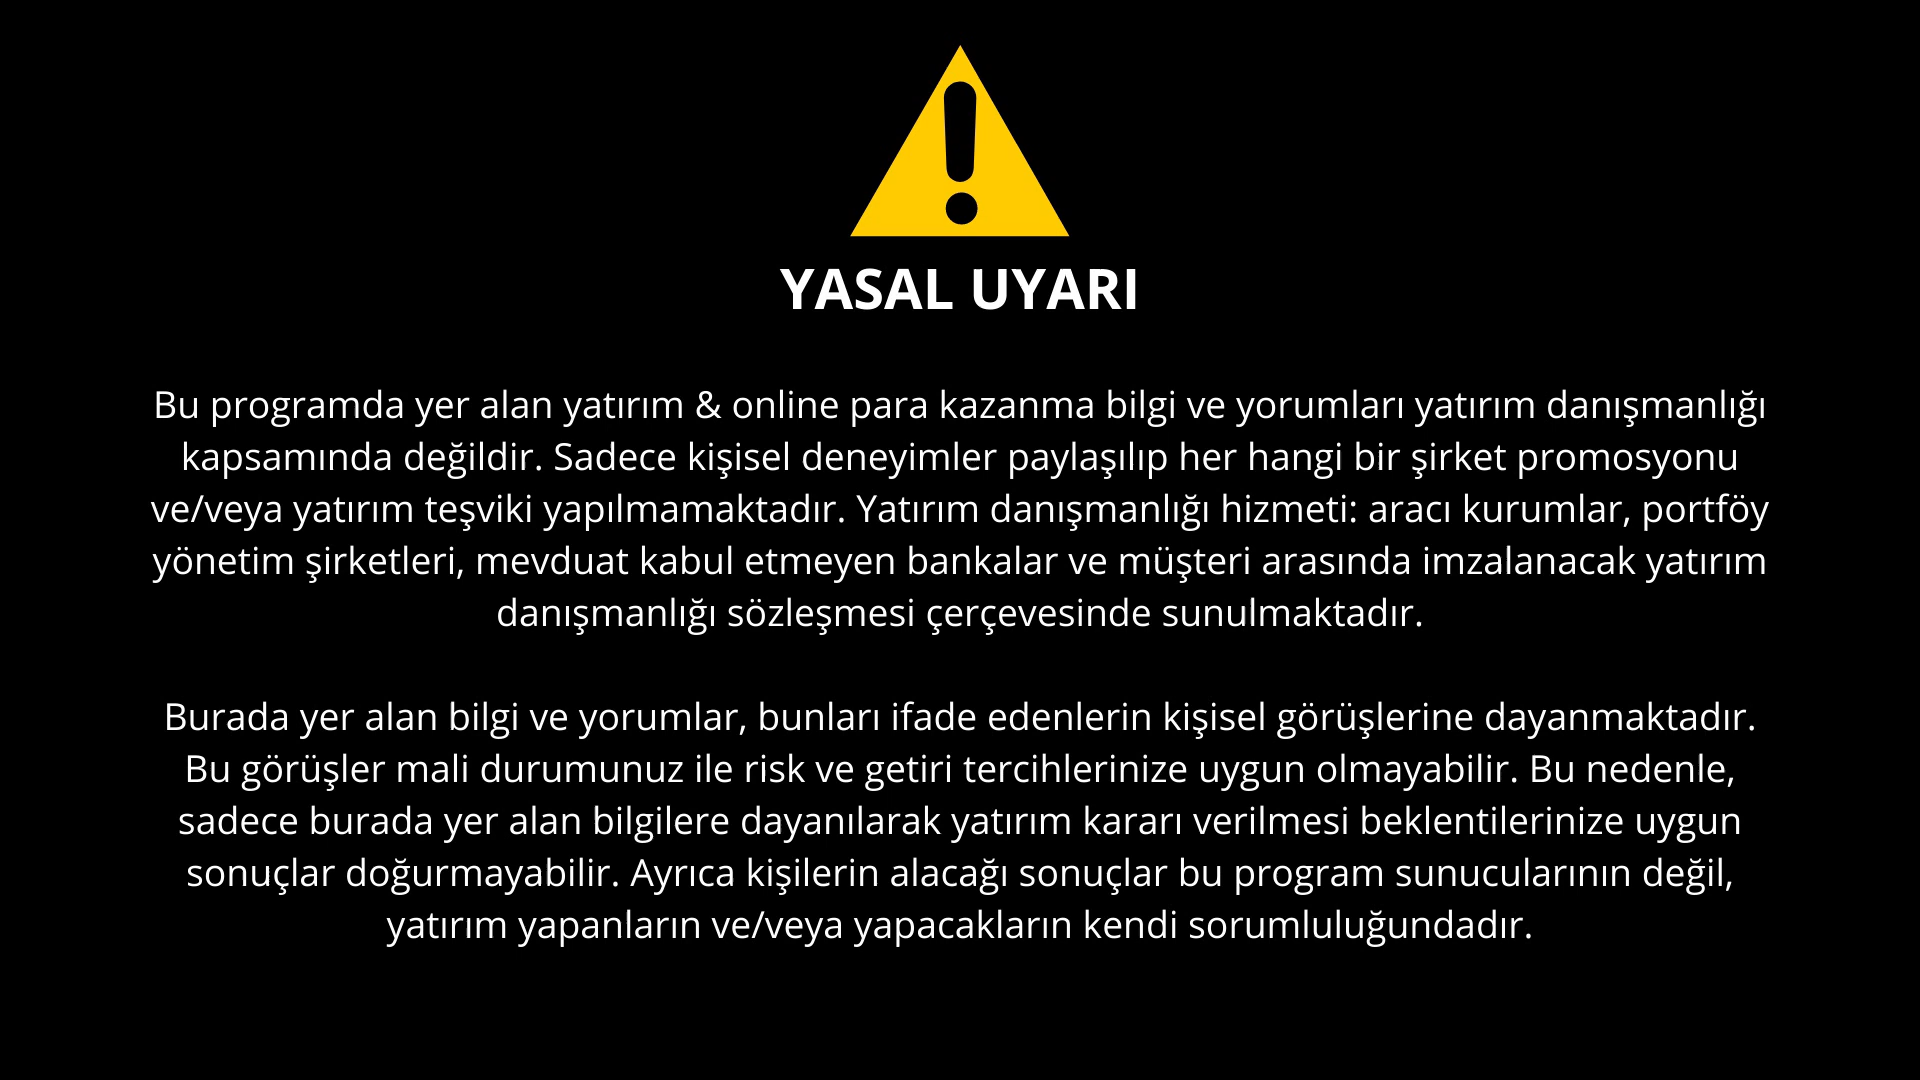 YASAL UYARI
Bu programda yer alan yatırım & online para kazanma bilgi ve yorumları yatırım danışmanlığı
kapsamında değildir. Sadece kişisel deneyimler paylaşılıp her hangi bir şirket promosyonu
ve/veya yatırım teşviki yapılmamaktadır. Yatırım danışmanlığı hizmeti: aracı kurumlar, portföy
yönetim şirketleri, mevduat kabul etmeyen bankalar ve müşteri arasında imzalanacak yatırım
danışmanlığı sözleşmesi çerçevesinde sunulmaktadır.
Burada yer alan bilgi ve yorumlar, bunları ifade edenlerin kişisel görüşlerine dayanmaktadır.
Bu görüşler mali durumunuz ile risk ve getiri tercihlerinize uygun olmayabilir. Bu nedenle,
sadece burada yer alan bilgilere dayanılarak yatırım kararı verilmesi beklentilerinize uygun
sonuçlar doğurmayabilir. Ayrıca kişilerin alacağı sonuçlar bu program sunucularının değil,
yatırım yapanların ve/veya yapacakların kendi sorumluluğundadır.